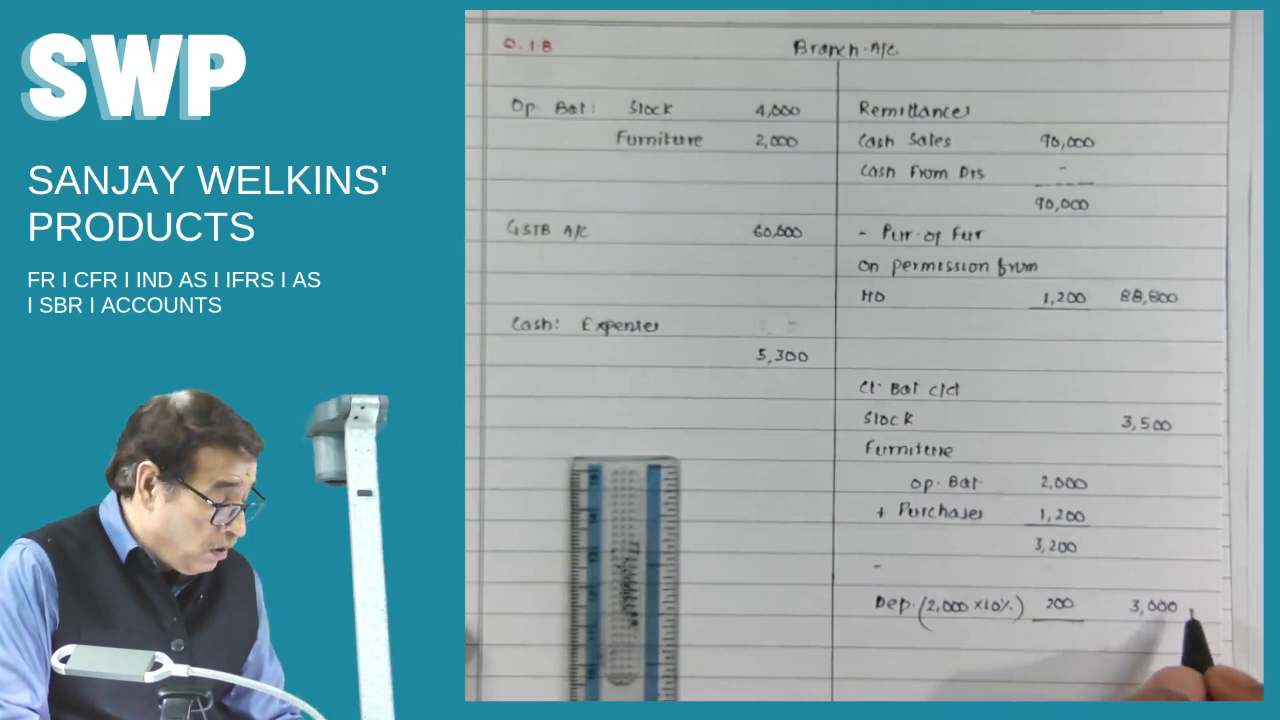 SWP
SANJAY WELKINS'
PRODUCTS
FR I CFR I IND AS I IFRS I AS
I SBR I ACCOUNTS
Q.18
Branch A/c
Op. Bal: Stock 4,000
Furniture 2,000
GSTB A/C 60,000
Cash: Expenses
5,300
Remittances
Cash Sales 90,000
Cash From Drs -
90,000
- Pur. of Fur
on permission from
HO 1,200 88,800
Cl. Bal c/d
Stock 3,500
Furniture
Op. Bal 2,000
+ Purchases 1,200
3,200
-
Dep. (2,000 x10%) 200 3,000